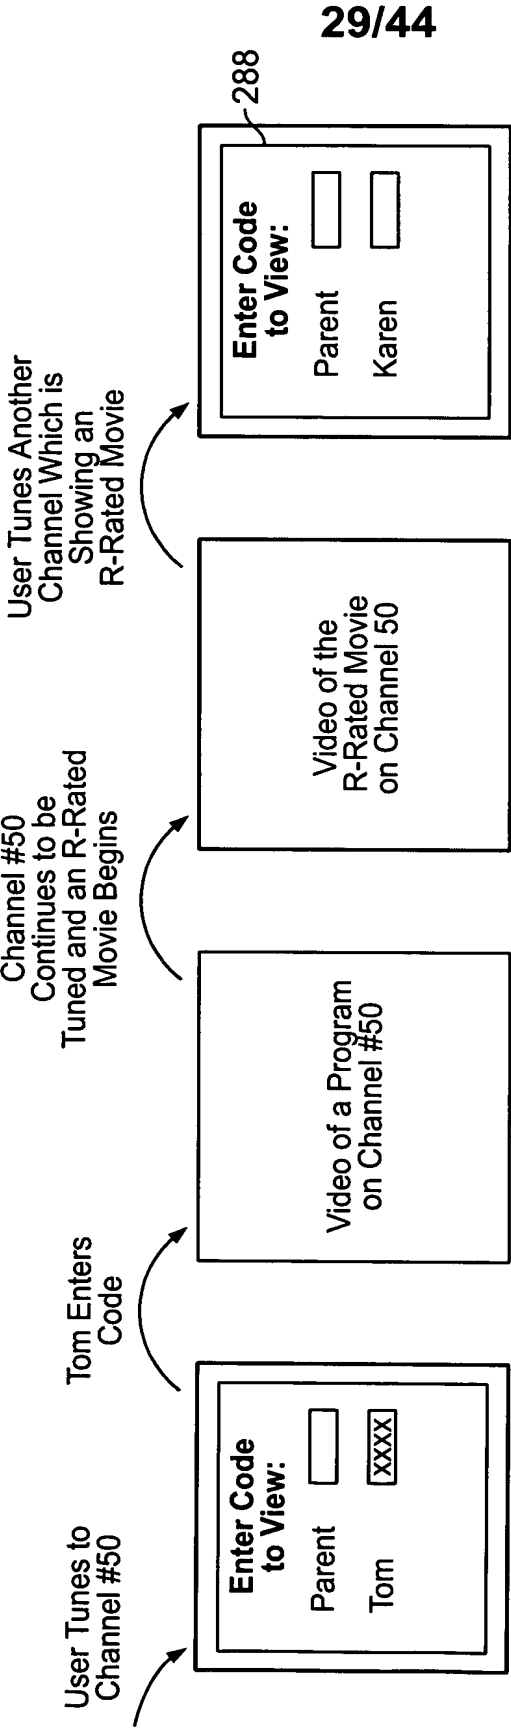 29/44
User Tunes to
Channel #50
Enter Code
to View:
Parent
Tom
XXXX
Tom Enters
Code
Video of a Program
on Channel #50
Channel #50
Continues to be
Tuned and an R-Rated
Movie Begins
Video of the
R-Rated Movie
on Channel 50
User Tunes Another
Channel Which is
Showing an
R-Rated Movie
Enter Code
to View:
Parent
Karen
288